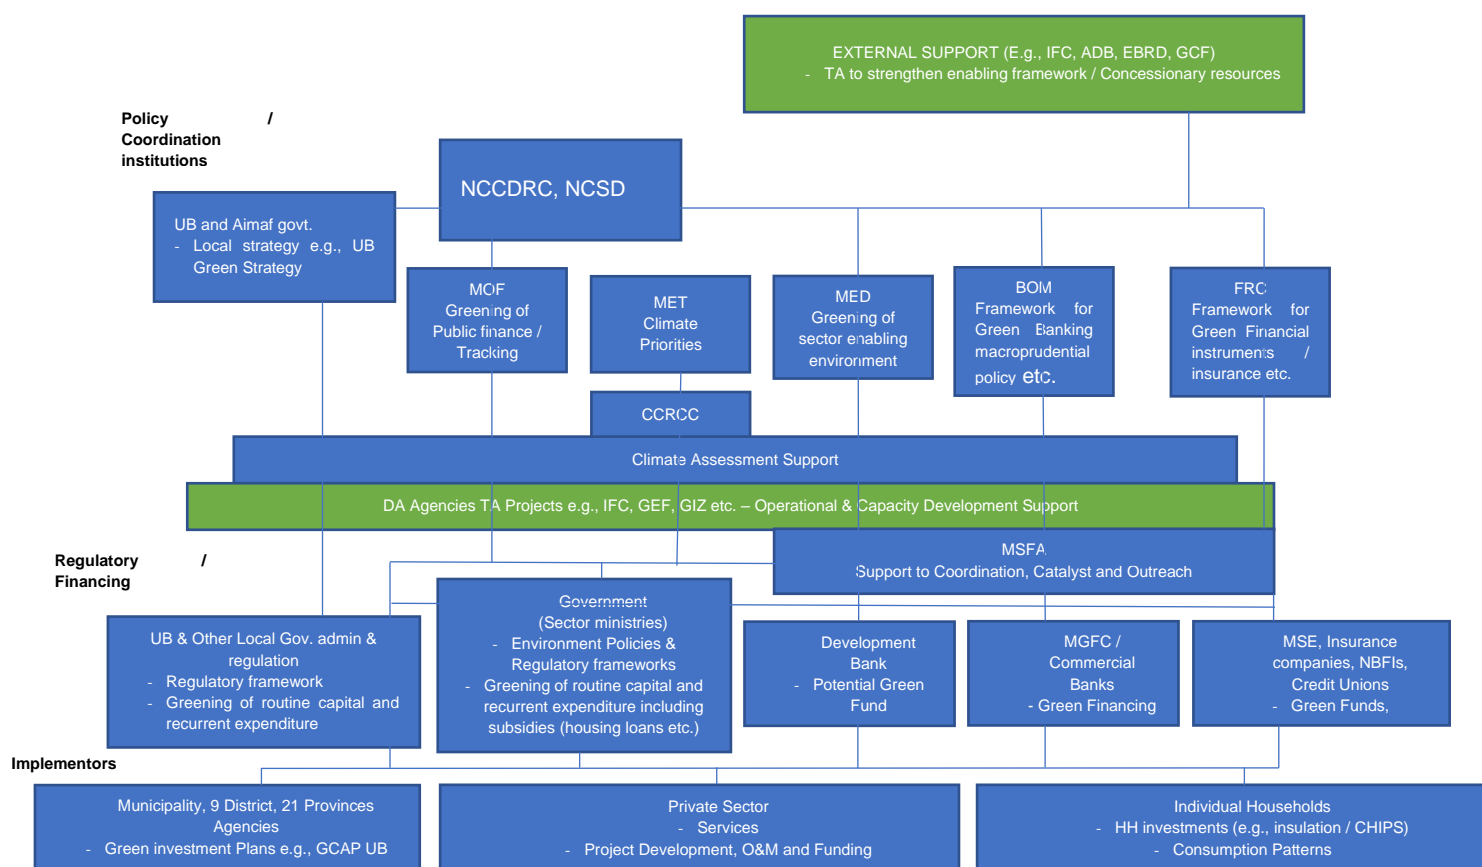 EXTERNAL SUPPORT (E.g., IFC, ADB, EBRD, GCF)
- TA to strengthen enabling framework / Concessionary resources
Policy /
Coordination
institutions
NCCDRC, NCSD
UB and Aimaf govt.
- Local strategy e.g., UB
Green Strategy
MOF
Greening of
Public finance /
Tracking
MET
Climate
Priorities
MED
Greening of
sector enabling
environment
BOM
Framework for
Green Banking
macroprudential
policy etc.
FRC
Framework for
Green Financial
instruments /
insurance etc.
CCRCC
Climate Assessment Support
DA Agencies TA Projects e.g., IFC, GEF, GIZ etc. – Operational & Capacity Development Support
Regulatory /
Financing
MSFA
Support to Coordination, Catalyst and Outreach
UB & Other Local Gov. admin &
regulation
- Regulatory framework
- Greening of routine capital and
recurrent expenditure
Government
(Sector ministries)
- Environment Policies &
Regulatory frameworks
- Greening of routine capital and
recurrent expenditure including
subsidies (housing loans etc.)
Development
Bank
- Potential Green
Fund
MGFC /
Commercial
Banks
- Green Financing
MSE, Insurance
companies, NBFIs,
Credit Unions
- Green Funds,
Implementors
Municipality, 9 District, 21 Provinces
Agencies
- Green investment Plans e.g., GCAP UB
Private Sector
- Services
- Project Development, O&M and Funding
Individual Households
- HH investments (e.g., insulation / CHIPS)
- Consumption Patterns